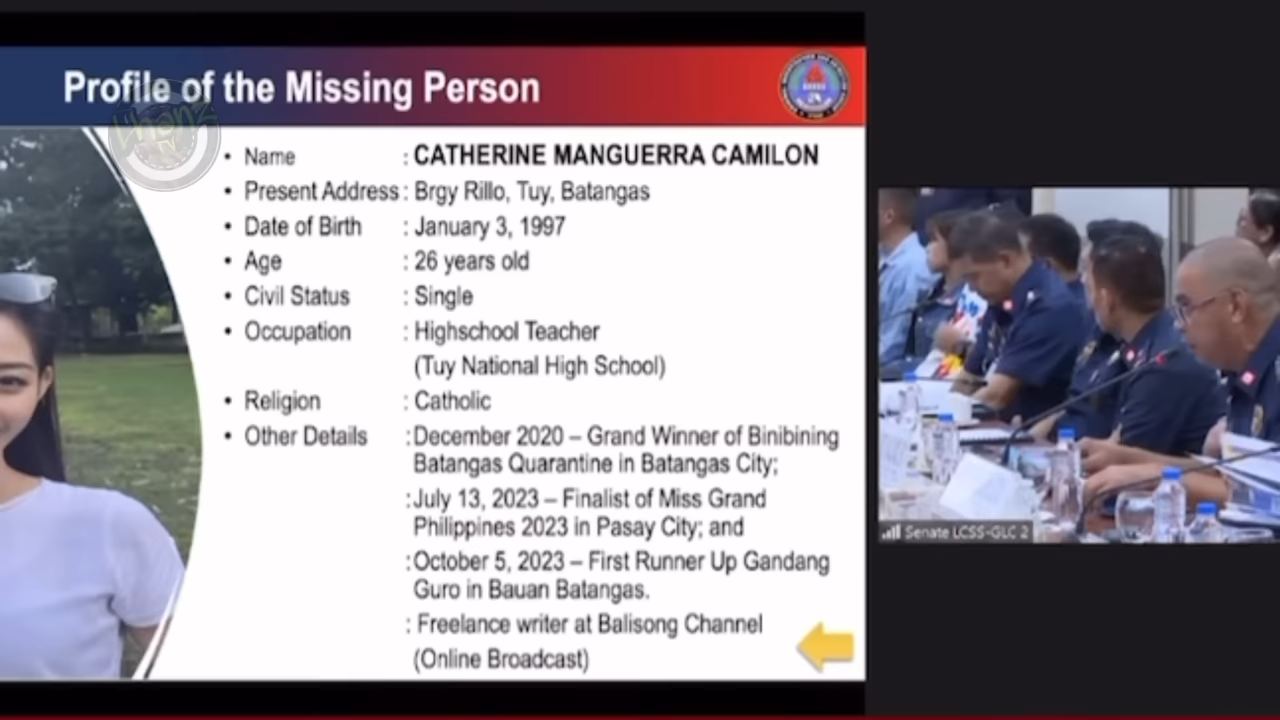 Profile of the Missing Person
• Name : CATHERINE MANGUERRA CAMILON
• Present Address : Brgy Rillo, Tuy, Batangas
• Date of Birth : January 3, 1997
• Age : 26 years old
• Civil Status : Single
• Occupation : Highschool Teacher
(Tuy National High School)
• Religion : Catholic
• Other Details :December 2020 – Grand Winner of Binibining
Batangas Quarantine in Batangas City;
:July 13, 2023 – Finalist of Miss Grand
Philippines 2023 in Pasay City; and
:October 5, 2023 – First Runner Up Gandang
Guro in Bauan Batangas.
: Freelance writer at Balisong Channel
(Online Broadcast)
Senate LCSS-GLC 2